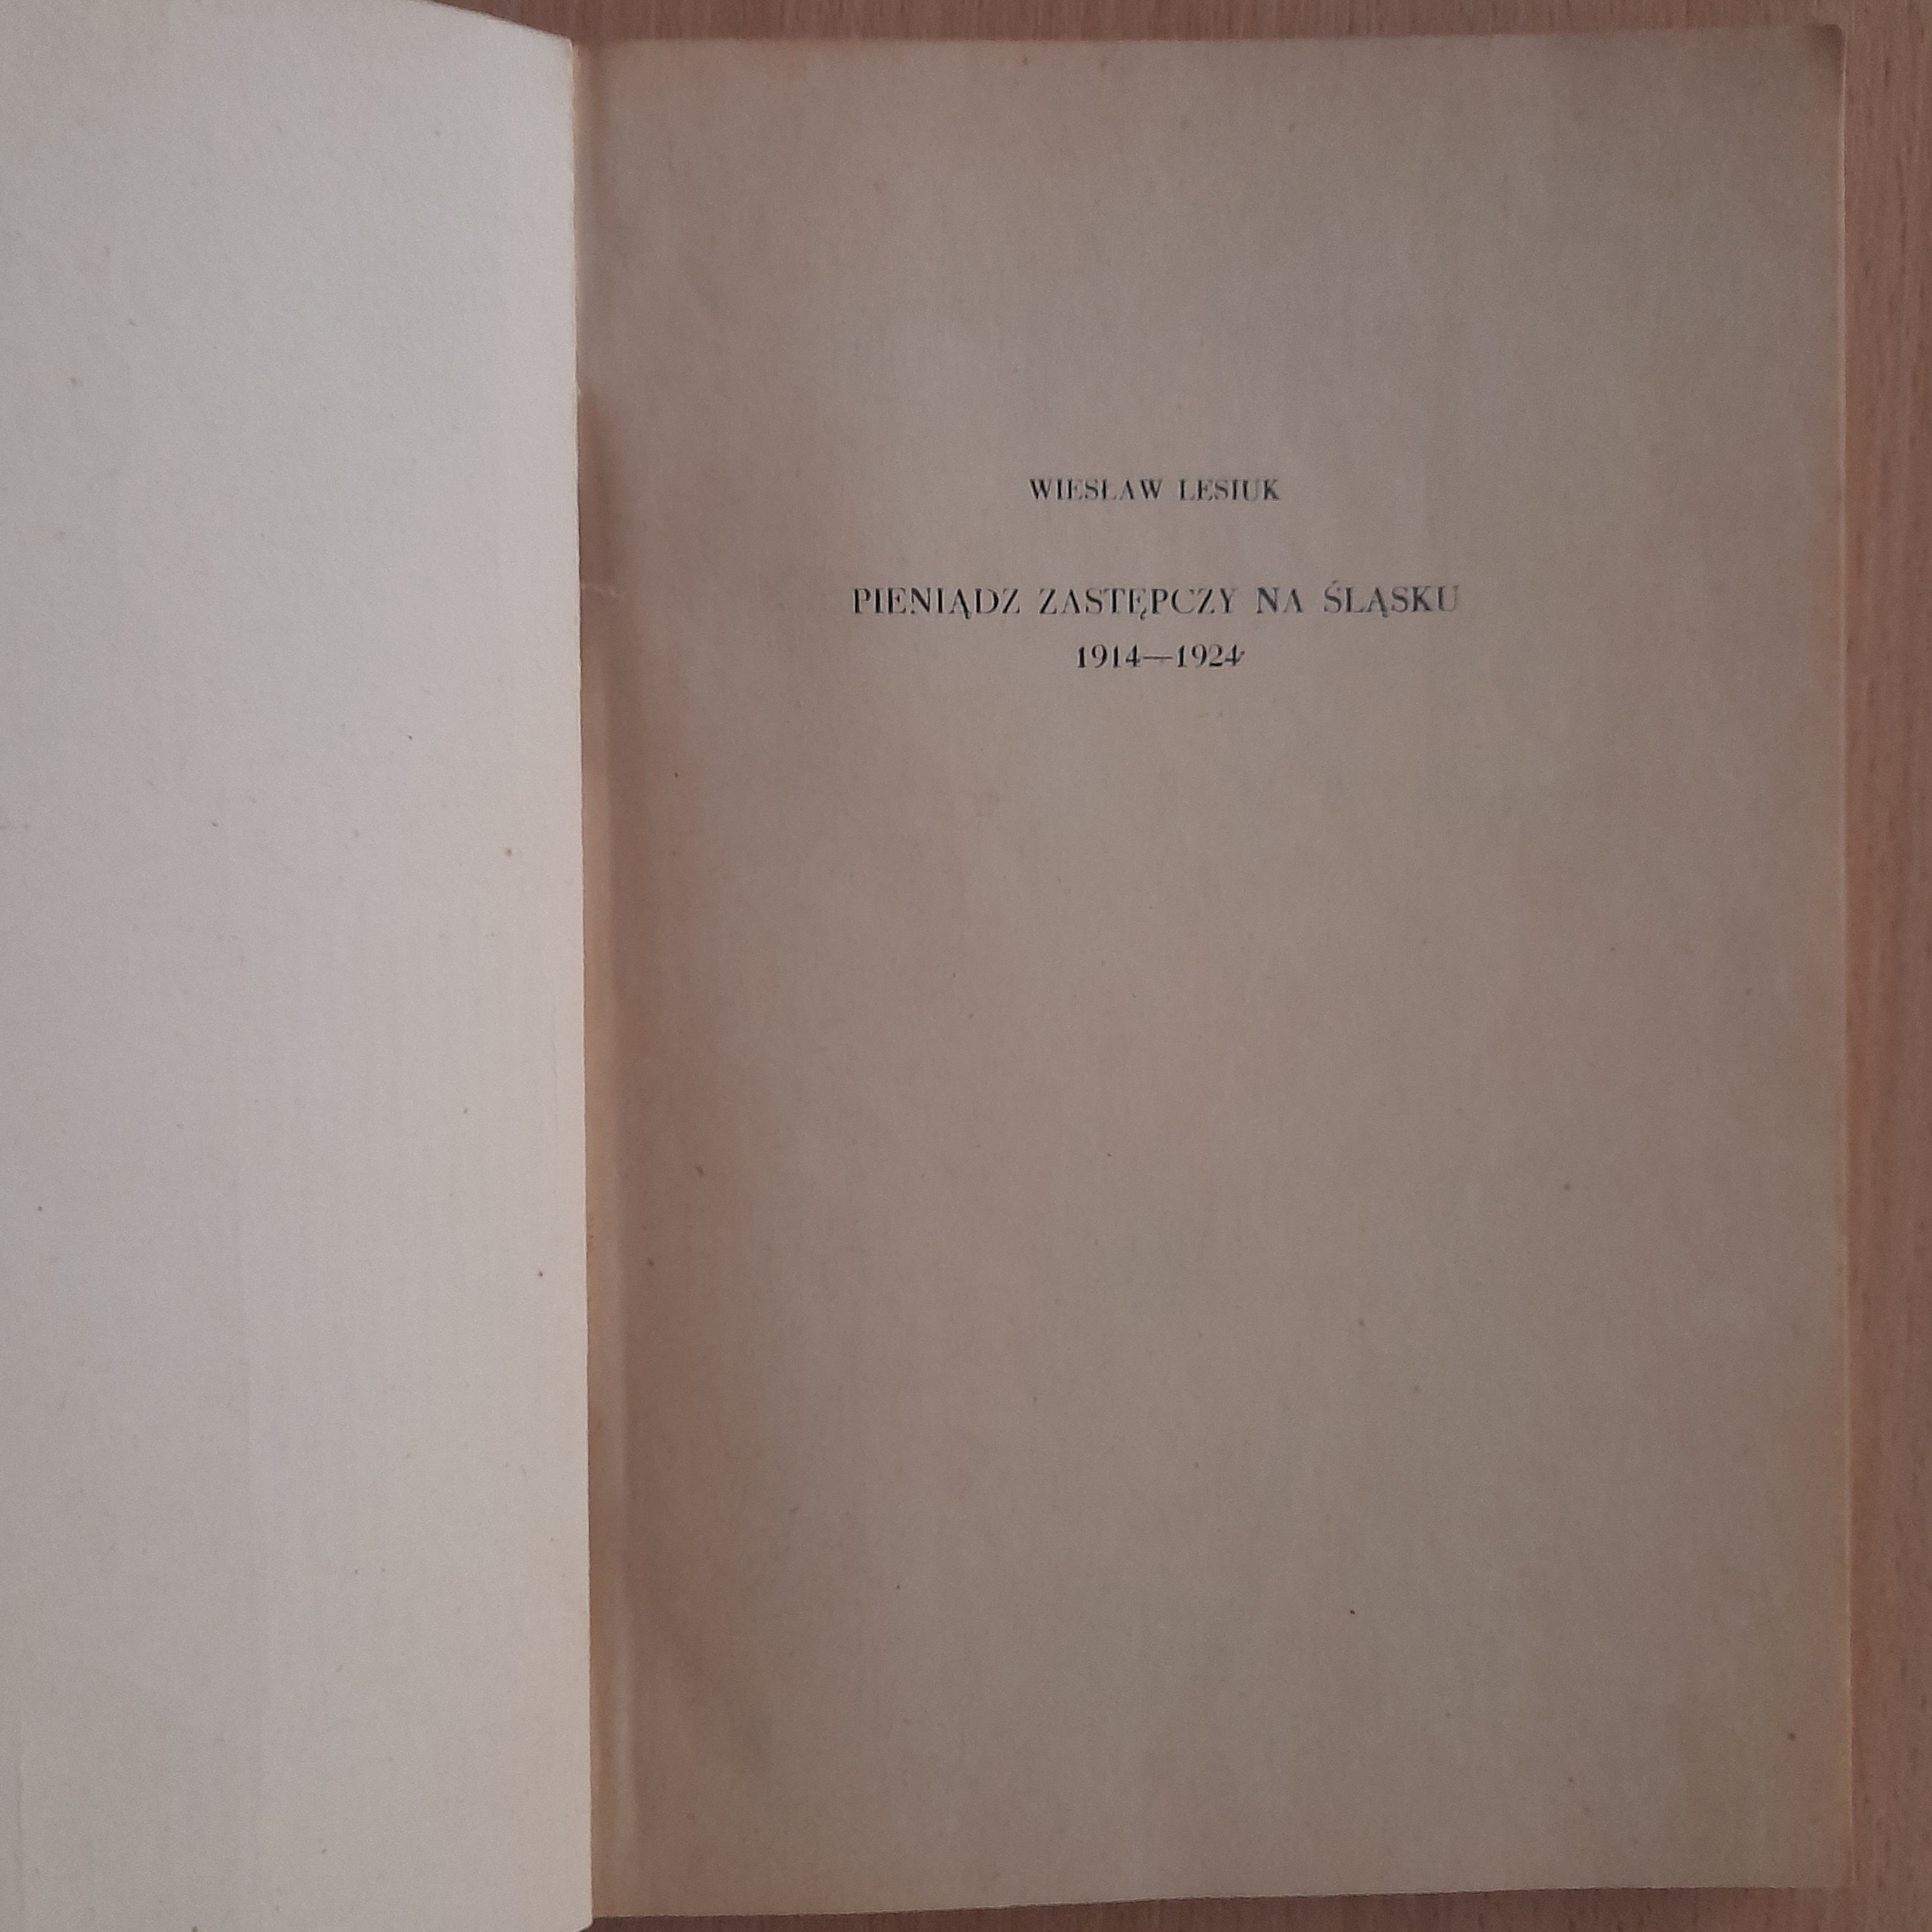 WIESŁAW LESIUK
PIENIĄDZ ZASTĘPCZY NA ŚLĄSKU
1914—1924